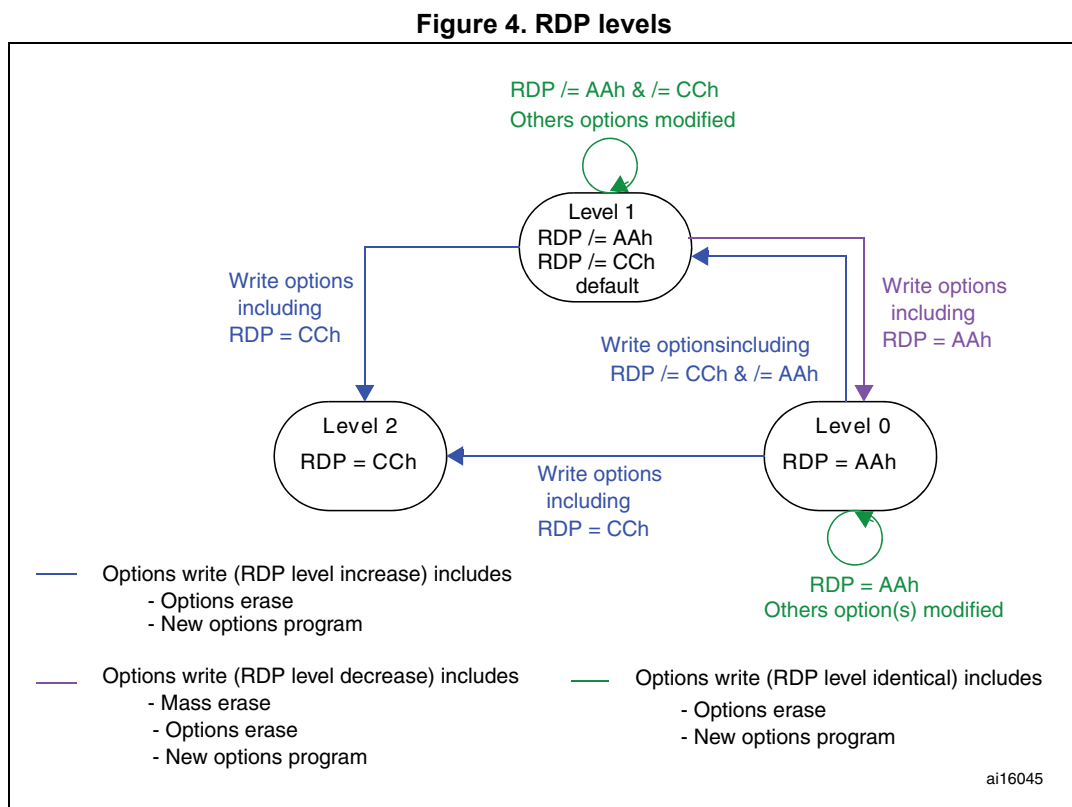 Figure 4. RDP levels
RDP /= AAh & /= CCh
Others options modified
Level 1
RDP /= AAh
RDP /= CCh
default
Write options
including
RDP = CCh
Write options
including
RDP = AAh
Write optionsincluding
RDP /= CCh & /= AAh
Level 2
RDP = CCh
Level 0
RDP = AAh
Write options
including
RDP = CCh
RDP = AAh
Others option(s) modified
Options write (RDP level increase) includes
- Options erase
- New options program
Options write (RDP level decrease) includes
- Mass erase
- Options erase
- New options program
Options write (RDP level identical) includes
- Options erase
- New options program
ai16045